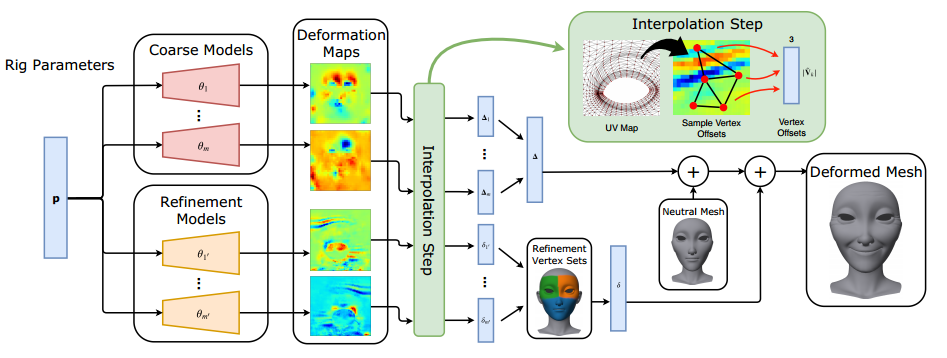 Rig Parameters
p
Coarse Models
θ₁
⋮
θₘ
Refinement
Models
θ₁′
⋮
θₘ′
Deformation
Maps
Interpolation Step
Δ₁
⋮
Δₘ
δ₁′
⋮
δₘ′
Δ
Refinement
Vertex Sets
δ
Interpolation Step
UV Map
Sample Vertex
Offsets
3
|V̂ₖ|
Vertex
Offsets
+
+
Neutral Mesh
Deformed Mesh